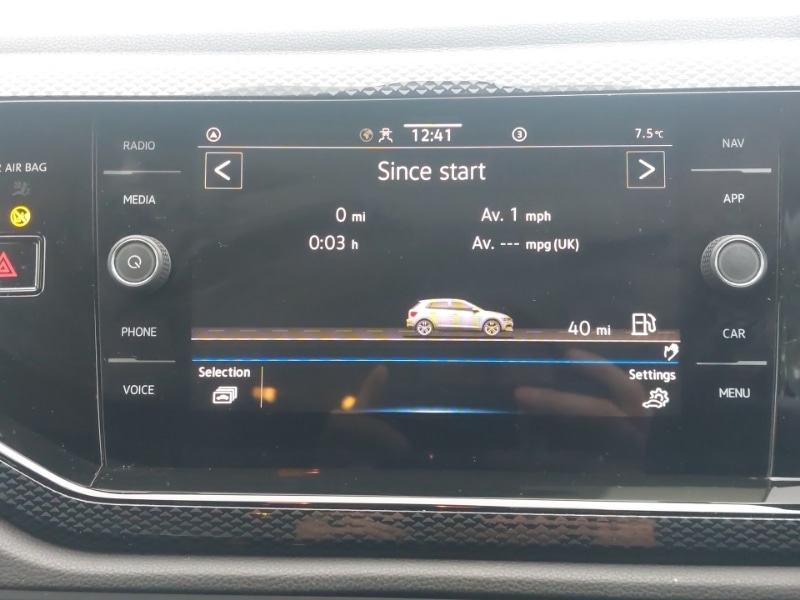 RADIO
MEDIA
PHONE
VOICE
AIR BAG
12:41
3
7.5°C
< Since start >
0 mi Av. 1 mph
0:03 h Av. --- mpg (UK)
40 mi
Selection Settings
NAV
APP
CAR
MENU